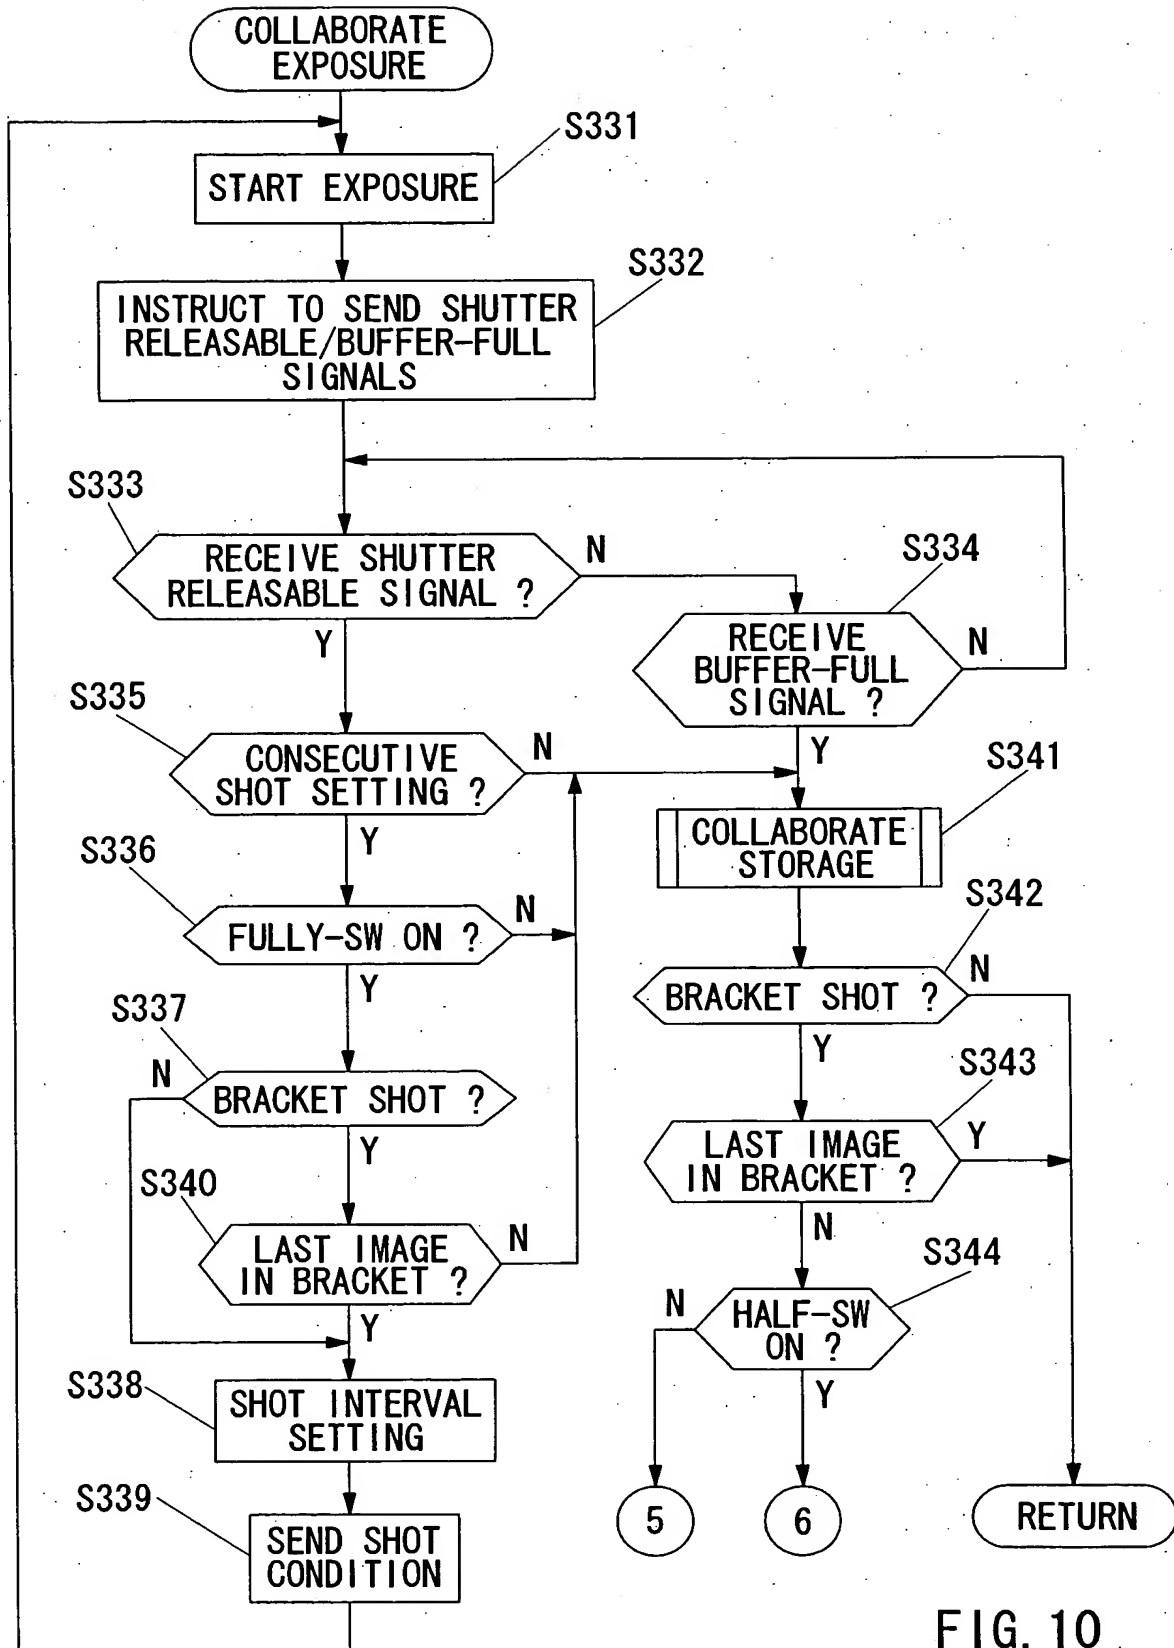 COLLABORATE
EXPOSURE
S331
START EXPOSURE
S332
INSTRUCT TO SEND SHUTTER
RELEASABLE/BUFFER-FULL
SIGNALS
S333
RECEIVE SHUTTER
RELEASABLE SIGNAL ?
N
Y
S334
RECEIVE
BUFFER-FULL
SIGNAL ?
N
Y
S335
CONSECUTIVE
SHOT SETTING ?
N
Y
S336
FULLY-SW ON ?
N
Y
S337
N
BRACKET SHOT ?
Y
S340
LAST IMAGE
IN BRACKET ?
N
Y
S338
SHOT INTERVAL
SETTING
S339
SEND SHOT
CONDITION
S341
COLLABORATE
STORAGE
S342
BRACKET SHOT ?
N
Y
S343
LAST IMAGE
IN BRACKET ?
Y
N
S344
N
HALF-SW
ON ?
Y
5
6
RETURN
FIG. 10